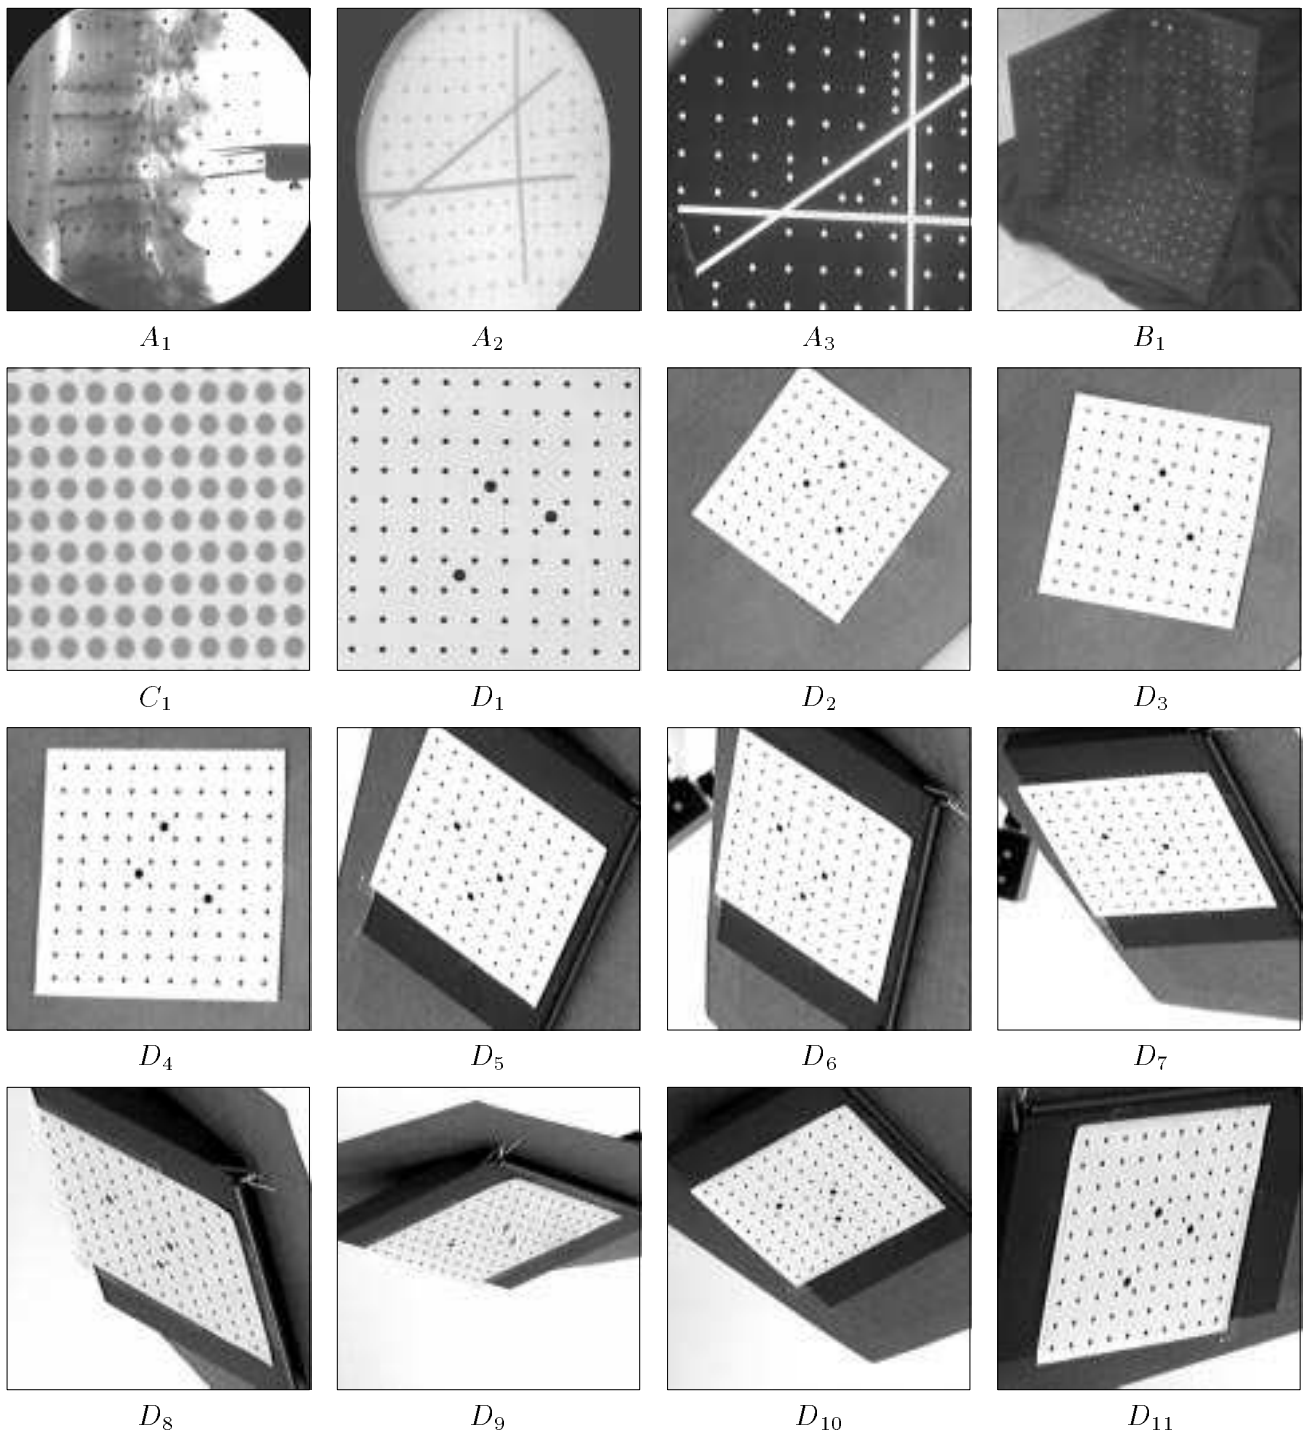 A₁ A₂ A₃ B₁
C₁ D₁ D₂ D₃
D₄ D₅ D₆ D₇
D₈ D₉ D₁₀ D₁₁